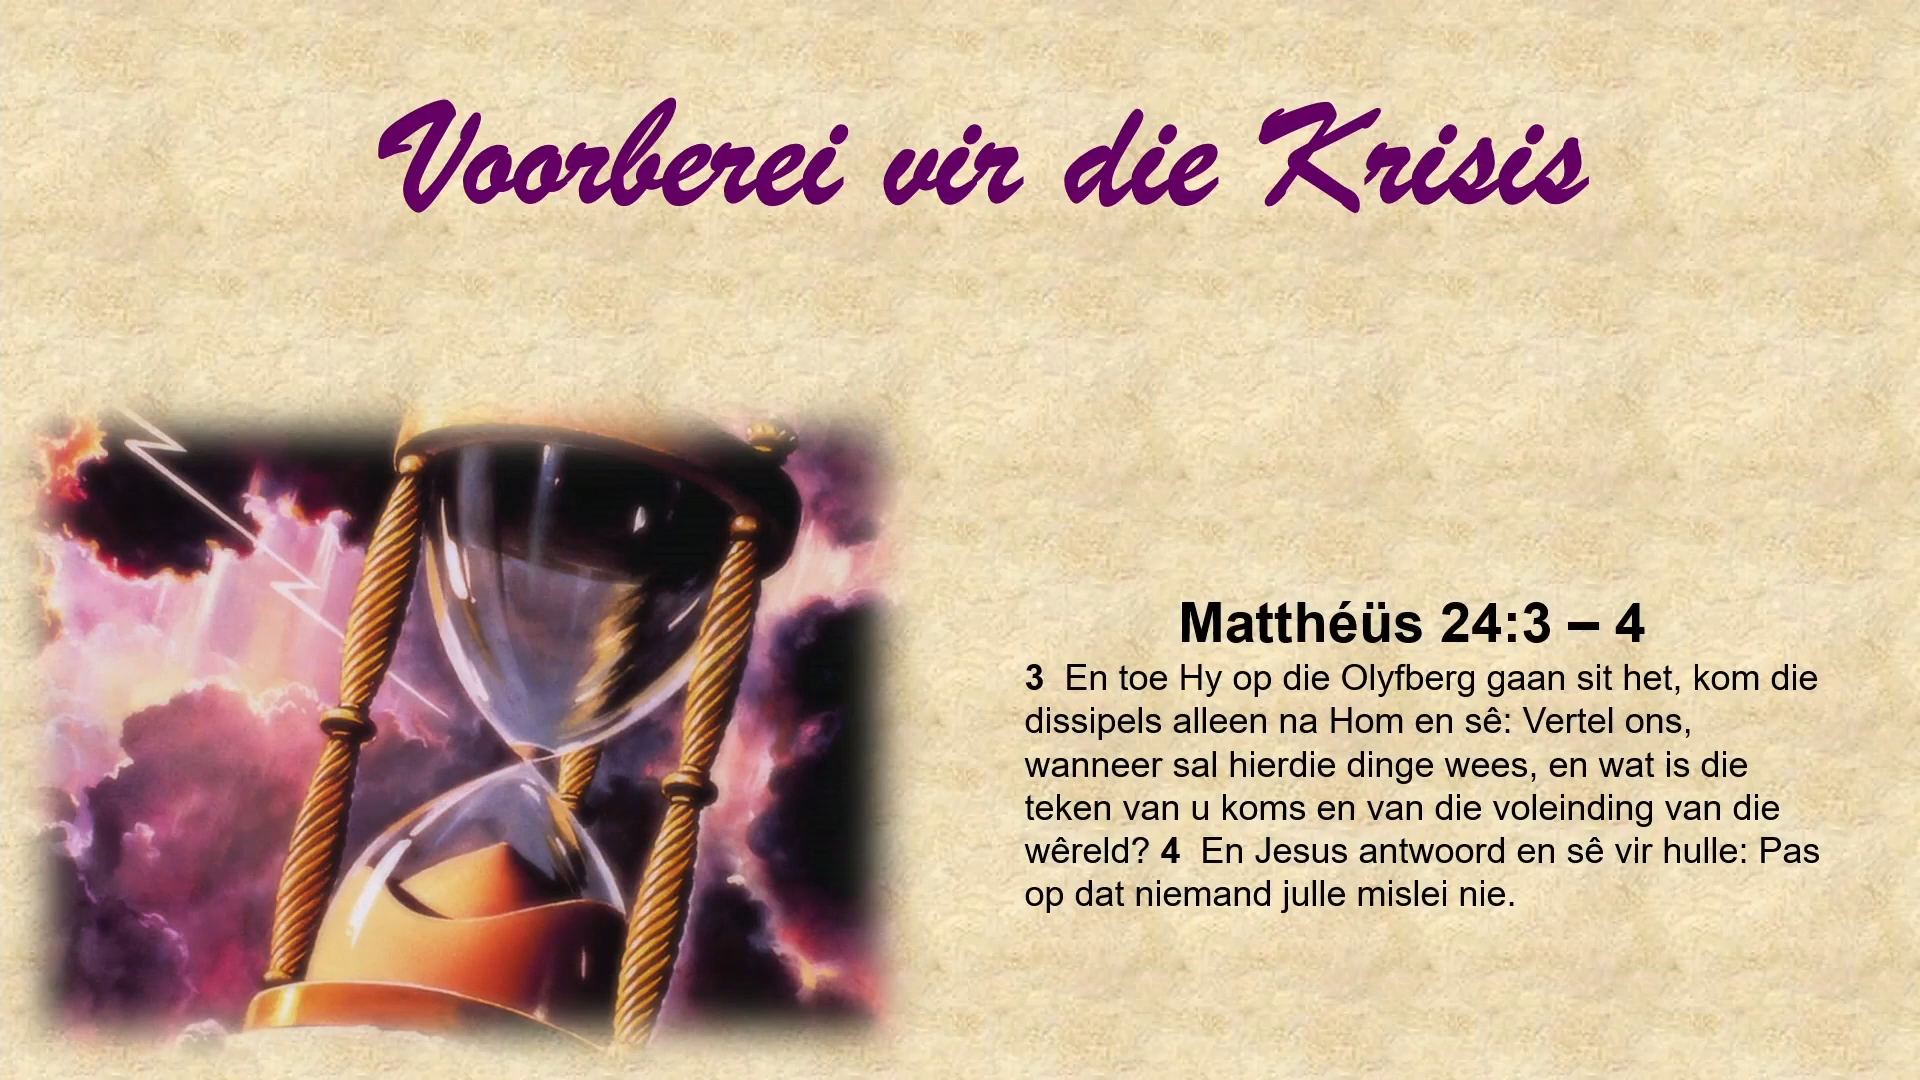 Voorberei vir die Krisis
Matthéüs 24:3 – 4
3 En toe Hy op die Olyfberg gaan sit het, kom die
dissipels alleen na Hom en sê: Vertel ons,
wanneer sal hierdie dinge wees, en wat is die
teken van u koms en van die voleinding van die
wêreld? 4 En Jesus antwoord en sê vir hulle: Pas
op dat niemand julle mislei nie.